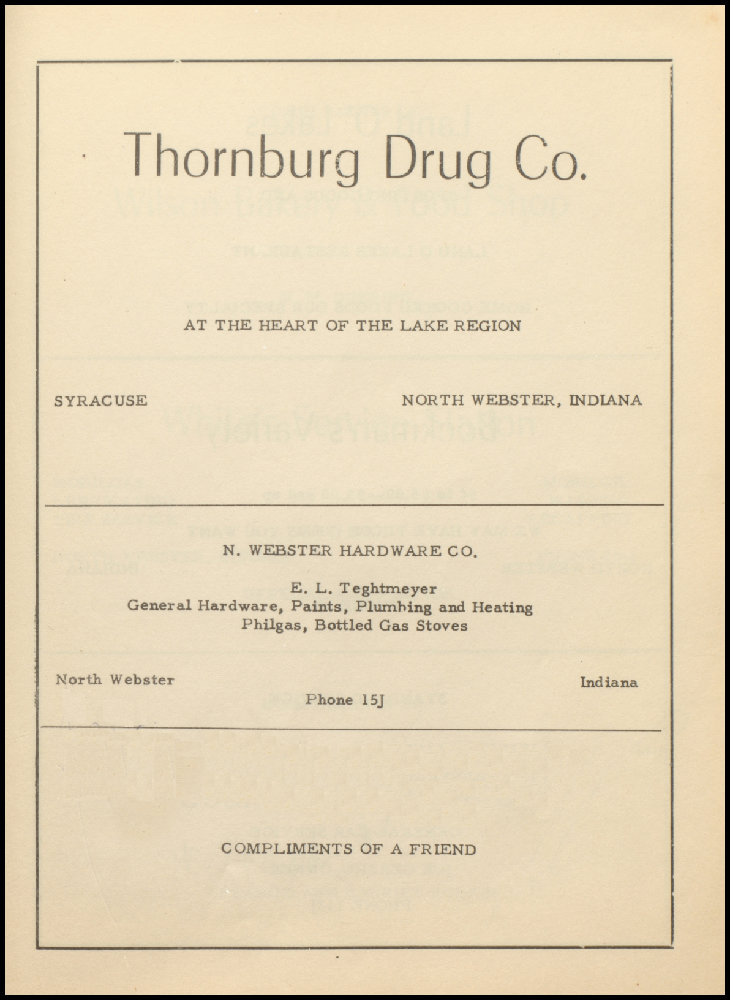 Thornburg Drug Co.
AT THE HEART OF THE LAKE REGION
SYRACUSE NORTH WEBSTER, INDIANA
N. WEBSTER HARDWARE CO.
E. L. Teghtmeyer
General Hardware, Paints, Plumbing and Heating
Philgas, Bottled Gas Stoves
North Webster Indiana
Phone 15J
COMPLIMENTS OF A FRIEND